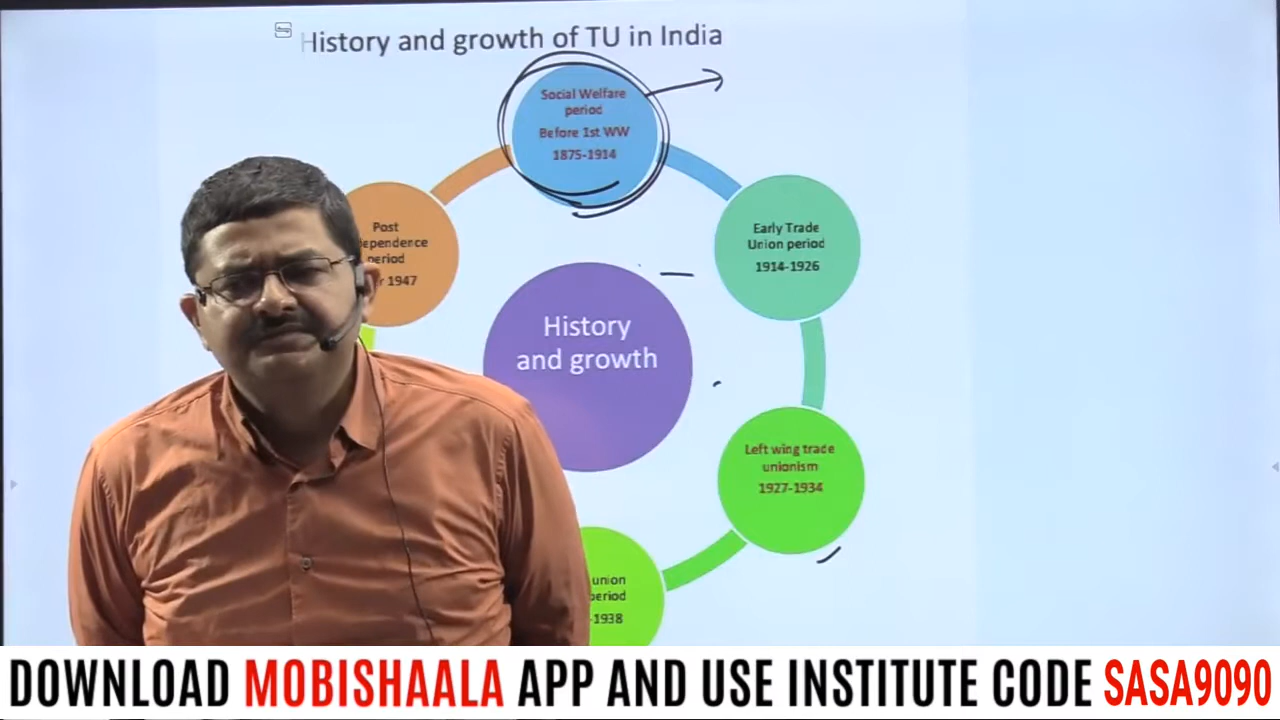 History and growth of TU in India
Social Welfare
period
Before 1st WW
1875-1914
Early Trade
Union period
1914-1926
Left wing trade
unionism
1927-1934
union
period
-1938
Post
period
1947
History
and growth
DOWNLOAD MOBISHAALA APP AND USE INSTITUTE CODE SASA9090